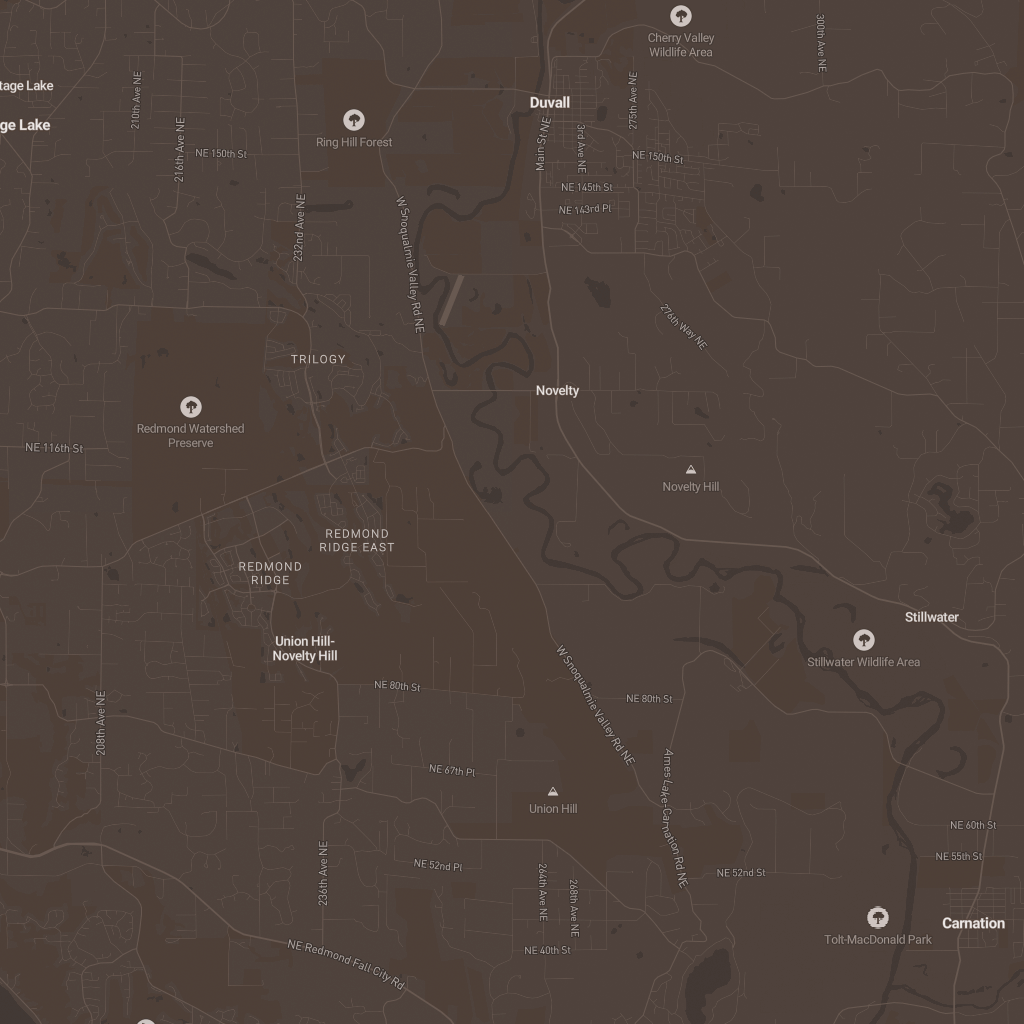 Cherry Valley
Wildlife Area
300th Ave NE
tage Lake
210th Ave NE
275th Ave NE
Duvall
ge Lake
Ring Hill Forest
216th Ave NE
NE 150th St
Main St NE
3rd Ave NE
NE 150th St
NE 145th St
NE 143rd Pl
232nd Ave NE
W Snoqualmie Valley Rd NE
276th Way NE
TRILOGY
Novelty
Redmond Watershed
Preserve
NE 116th St
Novelty Hill
REDMOND
RIDGE EAST
REDMOND
RIDGE
Stillwater
Union Hill-
Novelty Hill
Stillwater Wildlife Area
NE 80th St
W Snoqualmie Valley Rd NE
NE 80th St
208th Ave NE
NE 67th Pl
Ames Lake-Carnation Rd NE
Union Hill
NE 60th St
NE 55th St
NE 52nd Pl
236th Ave NE
264th Ave NE
268th Ave NE
NE 52nd St
Carnation
Tolt-MacDonald Park
NE Redmond Fall City Rd
NE 40th St